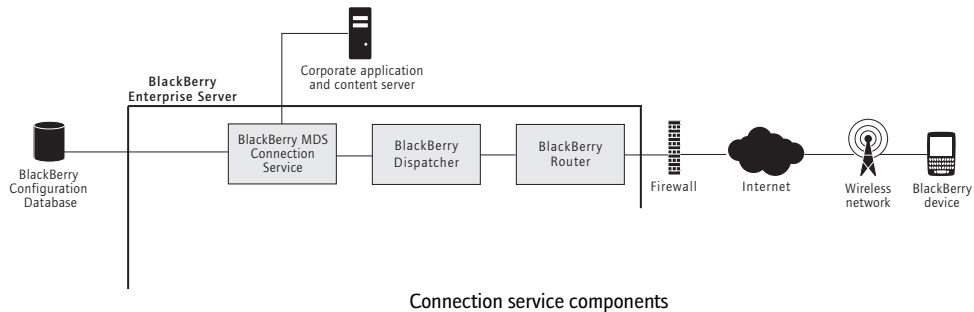 Corporate application
and content server
BlackBerry
Enterprise Server
BlackBerry MDS
Connection
Service
BlackBerry
Dispatcher
BlackBerry
Router
BlackBerry
Configuration
Database
Firewall
Internet
Wireless
network
BlackBerry
device
Connection service components